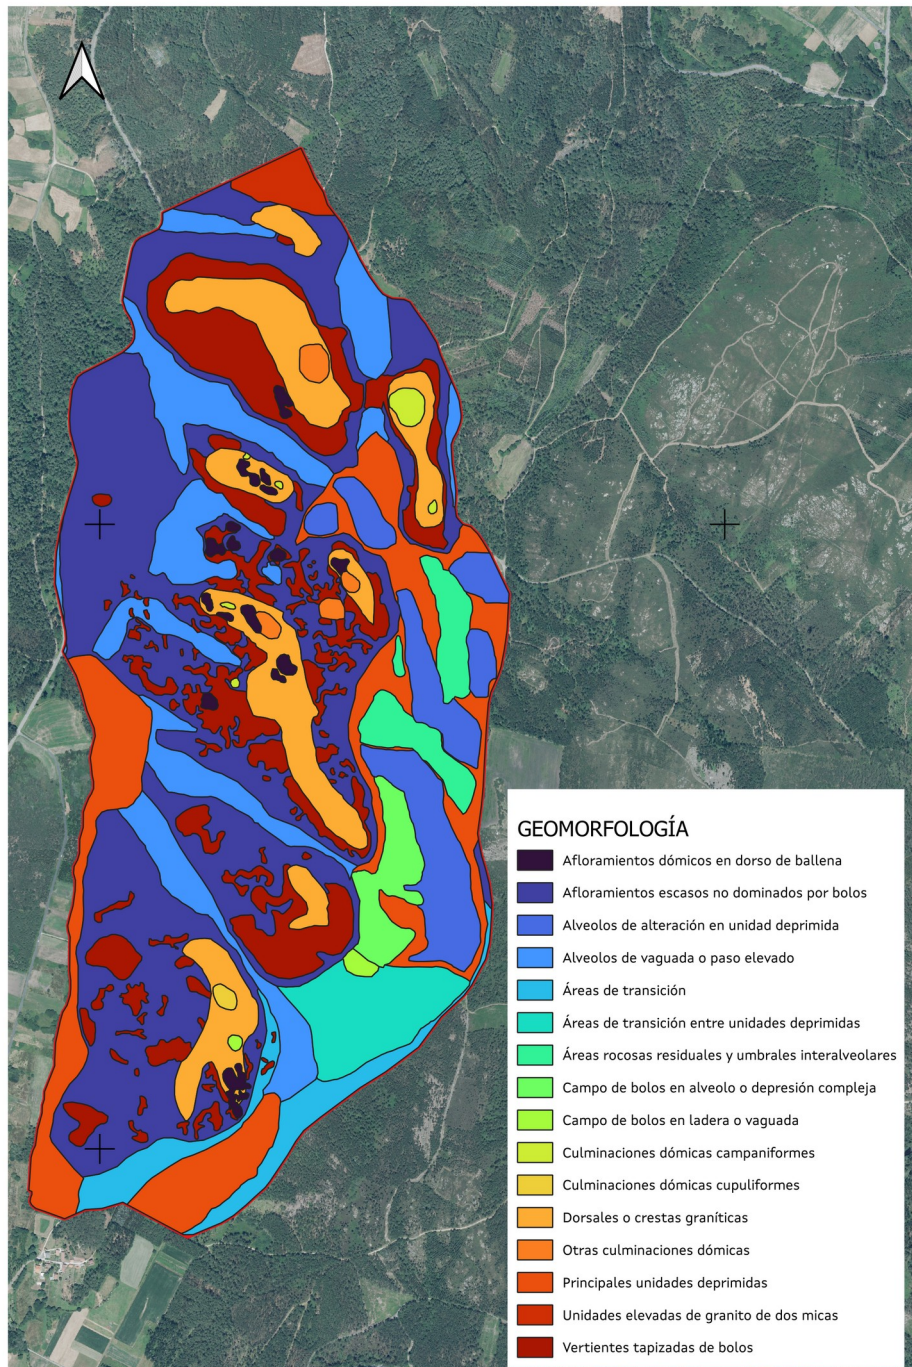 GEOMORFOLOGÍA
Afloramientos dómicos en dorso de ballena
Afloramientos escasos no dominados por bolos
Alveolos de alteración en unidad deprimida
Alveolos de vaguada o paso elevado
Áreas de transición
Áreas de transición entre unidades deprimidas
Áreas rocosas residuales y umbrales interalveolares
Campo de bolos en alveolo o depresión compleja
Campo de bolos en ladera o vaguada
Culminaciones dómicas campaniformes
Culminaciones dómicas cupuliformes
Dorsales o crestas graníticas
Otras culminaciones dómicas
Principales unidades deprimidas
Unidades elevadas de granito de dos micas
Vertientes tapizadas de bolos